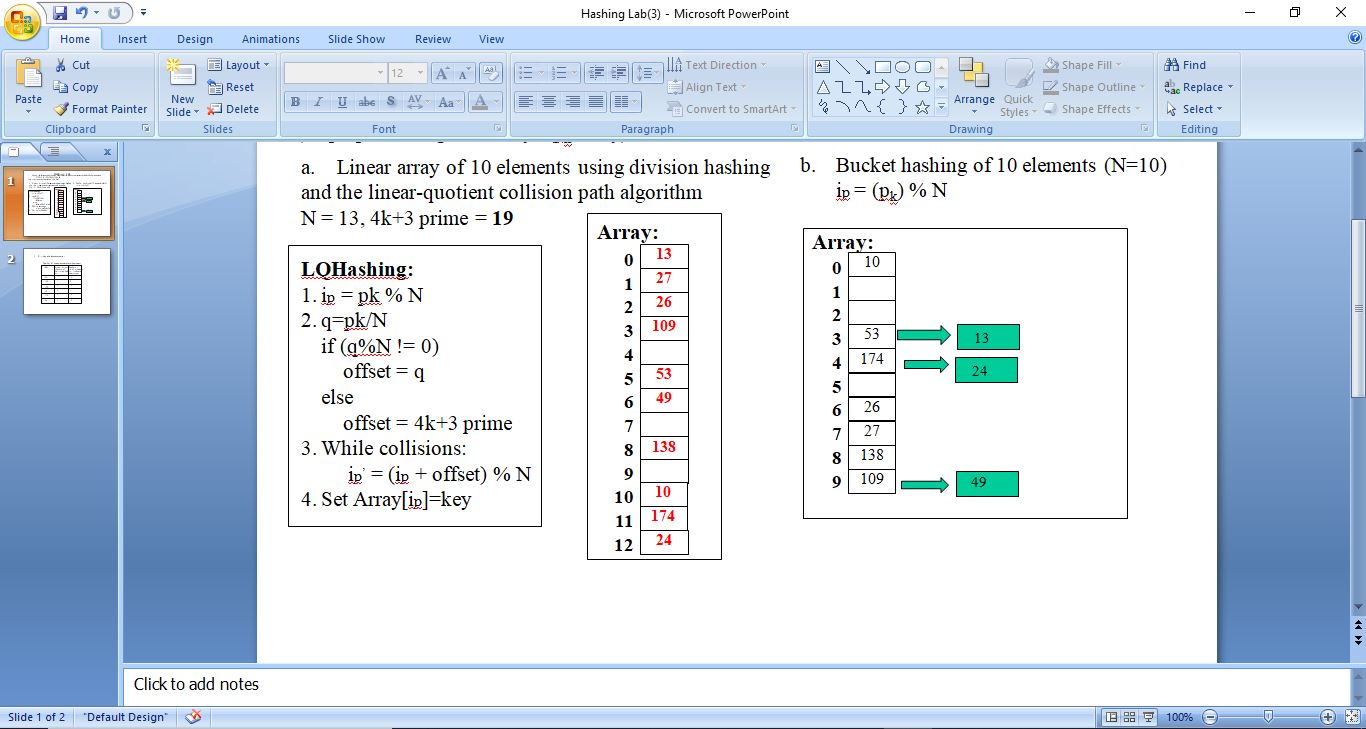 Hashing Lab(3) - Microsoft PowerPoint
Home Insert Design Animations Slide Show Review View
Paste
Cut
Copy
Format Painter
Clipboard
New Slide
Layout
Reset
Delete
Slides
12
B I U abe S AV Aa A
Font
Text Direction
Align Text
Convert to SmartArt
Paragraph
Arrange
Quick Styles
Shape Fill
Shape Outline
Shape Effects
Drawing
Find
Replace
Select
Editing
1
2
a. Linear array of 10 elements using division hashing
and the linear-quotient collision path algorithm
N = 13, 4k+3 prime = 19
LQHashing:
1. ip = pk % N
2. q=pk/N
if (q%N != 0)
offset = q
else
offset = 4k+3 prime
3. While collisions:
ip' = (ip + offset) % N
4. Set Array[ip]=key
Array:
0 13
1 27
2 26
3 109
4
5 53
6 49
7
8 138
9
10 10
11 174
12 24
b. Bucket hashing of 10 elements (N=10)
ip = (pk) % N
Array:
0 10
1
2
3 53 13
4 174 24
5
6 26
7 27
8 138
9 109 49
Click to add notes
Slide 1 of 2 "Default Design" 100%